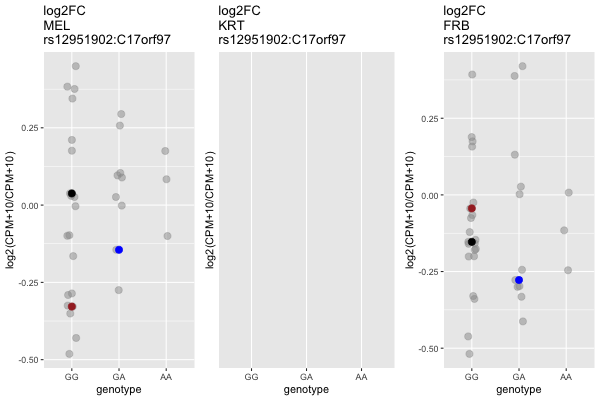 log2FC
MEL
rs12951902:C17orf97
log2(CPM+10/CPM+10)
0.25
0.00
-0.25
-0.50
GG GA AA
genotype
log2FC
KRT
rs12951902:C17orf97
log2(CPM+10/CPM+10)
GG GA AA
genotype
log2FC
FRB
rs12951902:C17orf97
log2(CPM+10/CPM+10)
0.25
0.00
-0.25
-0.50
GG GA AA
genotype